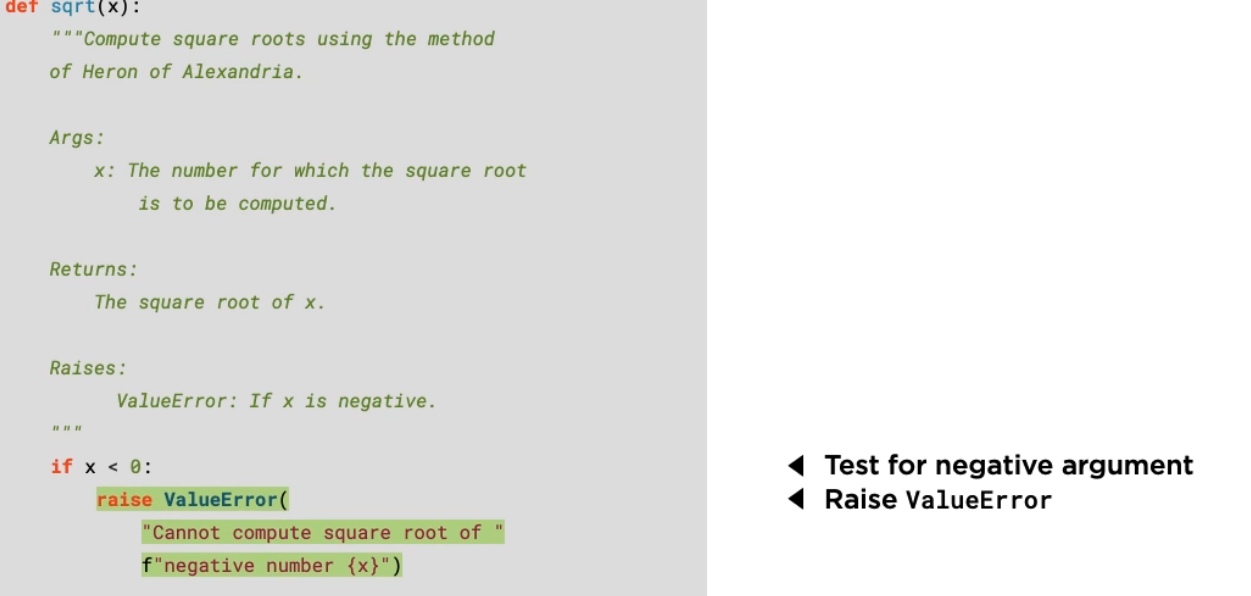 def sqrt(x):
    """Compute square roots using the method
    of Heron of Alexandria.
    Args:
        x: The number for which the square root
            is to be computed.
    Returns:
        The square root of x.
    Raises:
          ValueError: If x is negative.
    """
    if x < 0:
        raise ValueError(
            "Cannot compute square root of "
            f"negative number {x}")
◀ Test for negative argument
◀ Raise ValueError